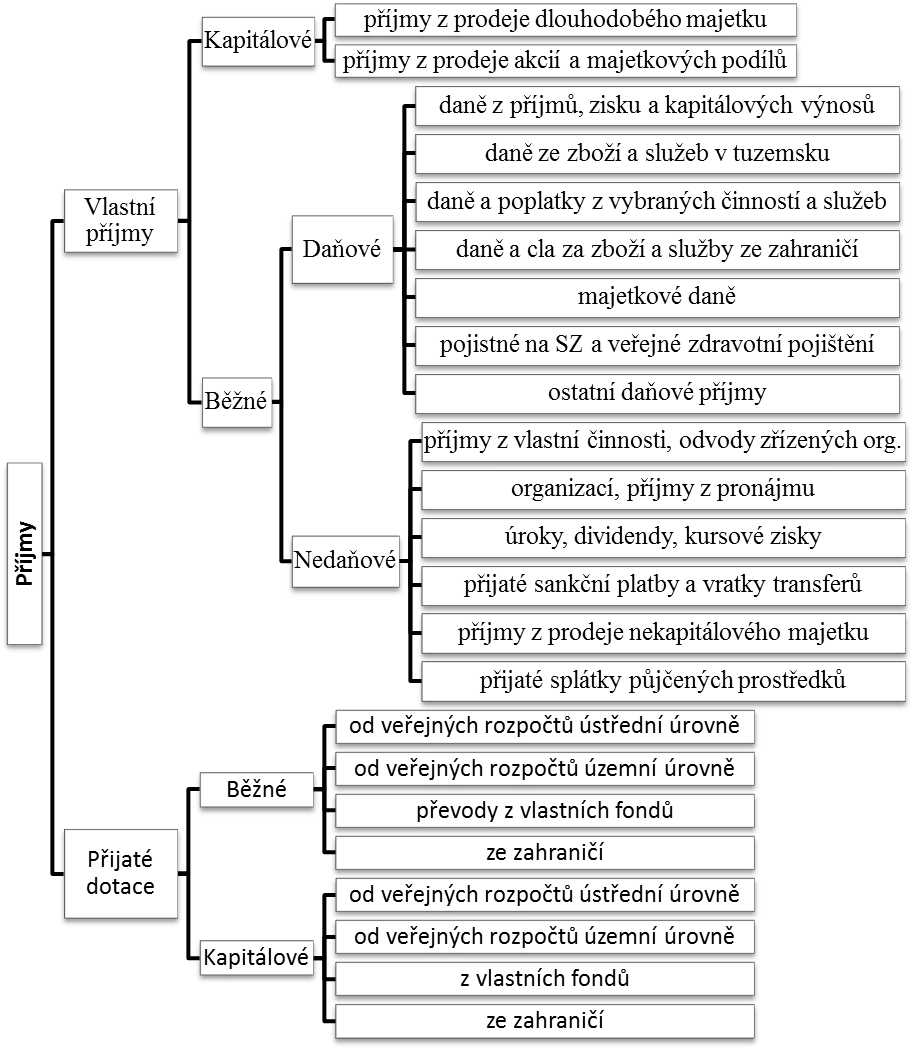 Příjmy
Vlastní
příjmy
Kapitálové
příjmy z prodeje dlouhodobého majetku
příjmy z prodeje akcií a majetkových podílů
Běžné
Daňové
daně z příjmů, zisku a kapitálových výnosů
daně ze zboží a služeb v tuzemsku
daně a poplatky z vybraných činností a služeb
daně a cla za zboží a služby ze zahraničí
majetkové daně
pojistné na SZ a veřejné zdravotní pojištění
ostatní daňové příjmy
Nedaňové
příjmy z vlastní činnosti, odvody zřízených org.
organizací, příjmy z pronájmu
úroky, dividendy, kursové zisky
přijaté sankční platby a vratky transferů
příjmy z prodeje nekapitálového majetku
přijaté splátky půjčených prostředků
Přijaté
dotace
Běžné
od veřejných rozpočtů ústřední úrovně
od veřejných rozpočtů územní úrovně
převody z vlastních fondů
ze zahraničí
Kapitálové
od veřejných rozpočtů ústřední úrovně
od veřejných rozpočtů územní úrovně
z vlastních fondů
ze zahraničí